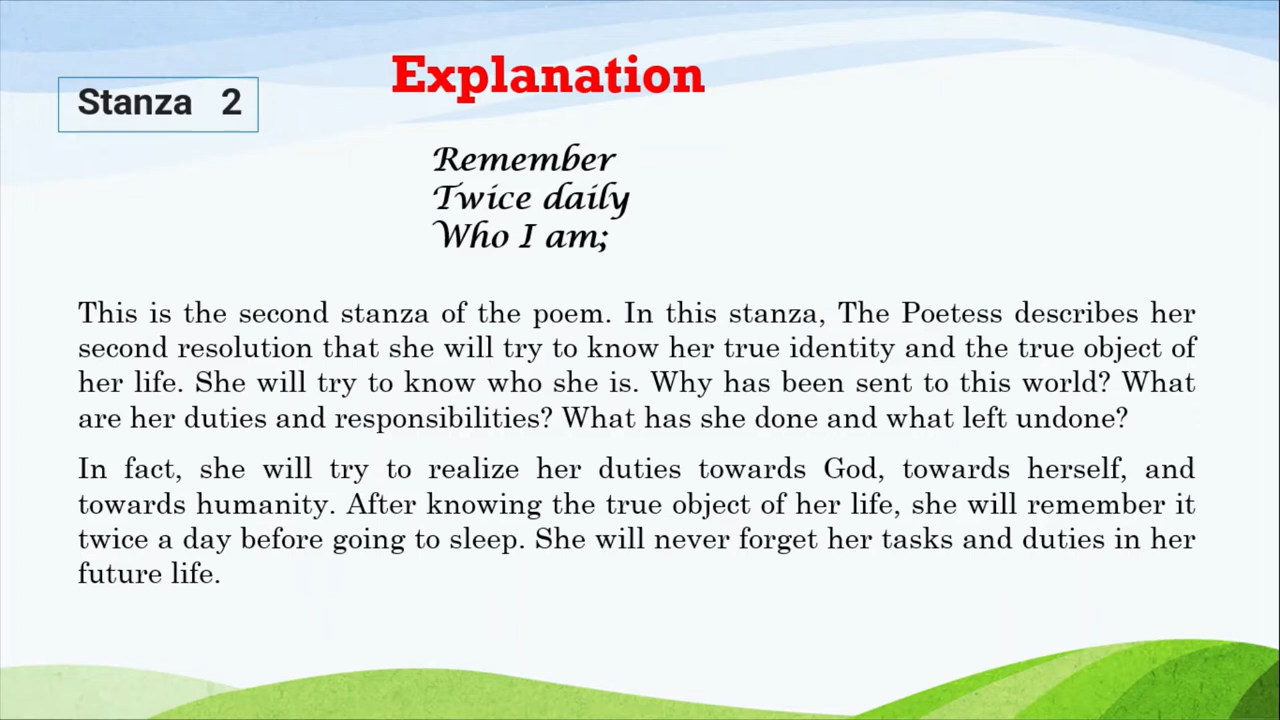 Explanation
Stanza 2
Remember
Twice daily
Who I am;
This is the second stanza of the poem. In this stanza, The Poetess describes her
second resolution that she will try to know her true identity and the true object of
her life. She will try to know who she is. Why has been sent to this world? What
are her duties and responsibilities? What has she done and what left undone?
In fact, she will try to realize her duties towards God, towards herself, and
towards humanity. After knowing the true object of her life, she will remember it
twice a day before going to sleep. She will never forget her tasks and duties in her
future life.